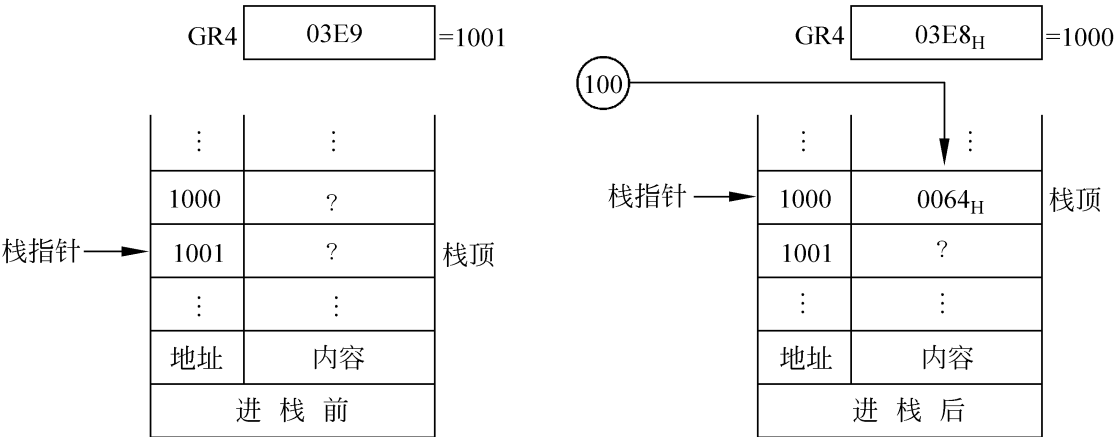 GR4 03E9 =1001
GR4 03E8H =1000
100
⋮ ⋮
1000 ?
栈指针 1001 ? 栈顶
⋮ ⋮
地址 内容
进 栈 前
⋮ ⋮
栈指针 1000 0064H 栈顶
1001 ?
⋮ ⋮
地址 内容
进 栈 后